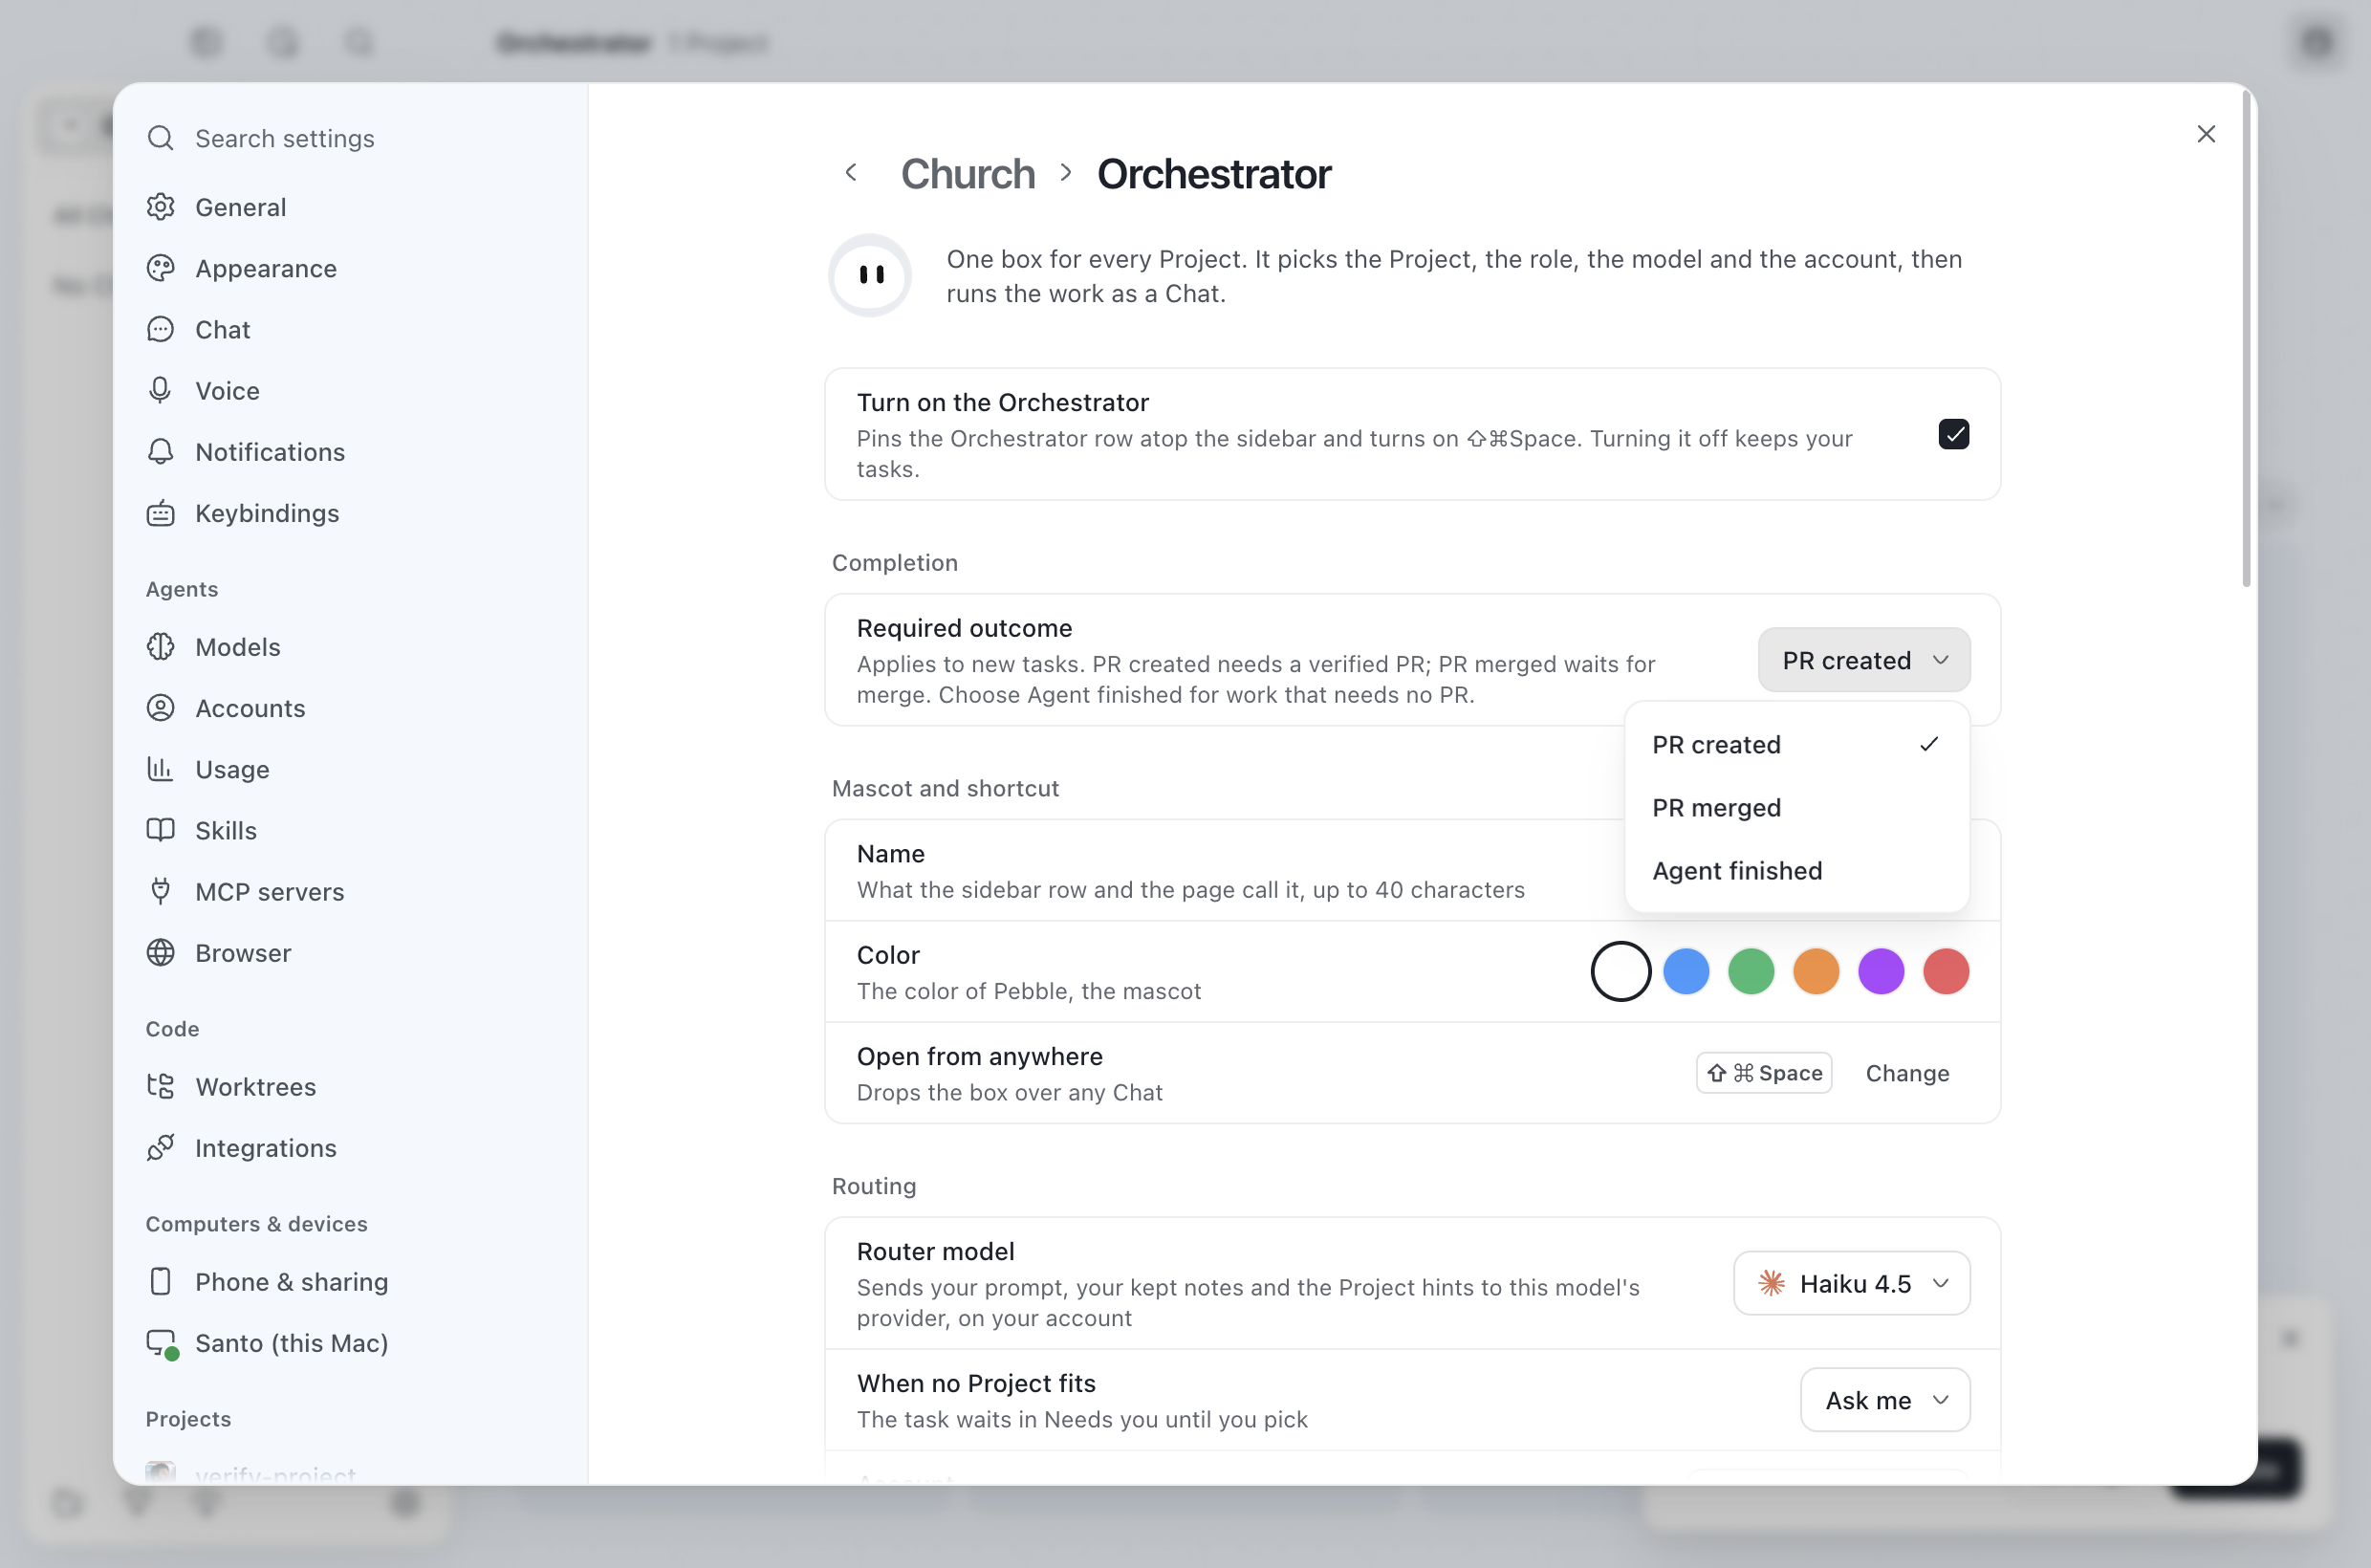 Orchestrator 1 Project
Search settings
General
Appearance
Chat
Voice
Notifications
Keybindings
Agents
Models
Accounts
Usage
Skills
MCP servers
Browser
Code
Worktrees
Integrations
Computers & devices
Phone & sharing
Santo (this Mac)
Projects
verify-project
Church
Orchestrator
One box for every Project. It picks the Project, the role, the model and the account, then
runs the work as a Chat.
Turn on the Orchestrator
Pins the Orchestrator row atop the sidebar and turns on ⇧⌘Space. Turning it off keeps your
tasks.
Completion
Required outcome
Applies to new tasks. PR created needs a verified PR; PR merged waits for
merge. Choose Agent finished for work that needs no PR.
PR created
PR created
PR merged
Agent finished
Mascot and shortcut
Name
What the sidebar row and the page call it, up to 40 characters
Color
The color of Pebble, the mascot
Open from anywhere
Drops the box over any Chat
⇧ ⌘ Space
Change
Routing
Router model
Sends your prompt, your kept notes and the Project hints to this model's
provider, on your account
Haiku 4.5
When no Project fits
The task waits in Needs you until you pick
Ask me
Account